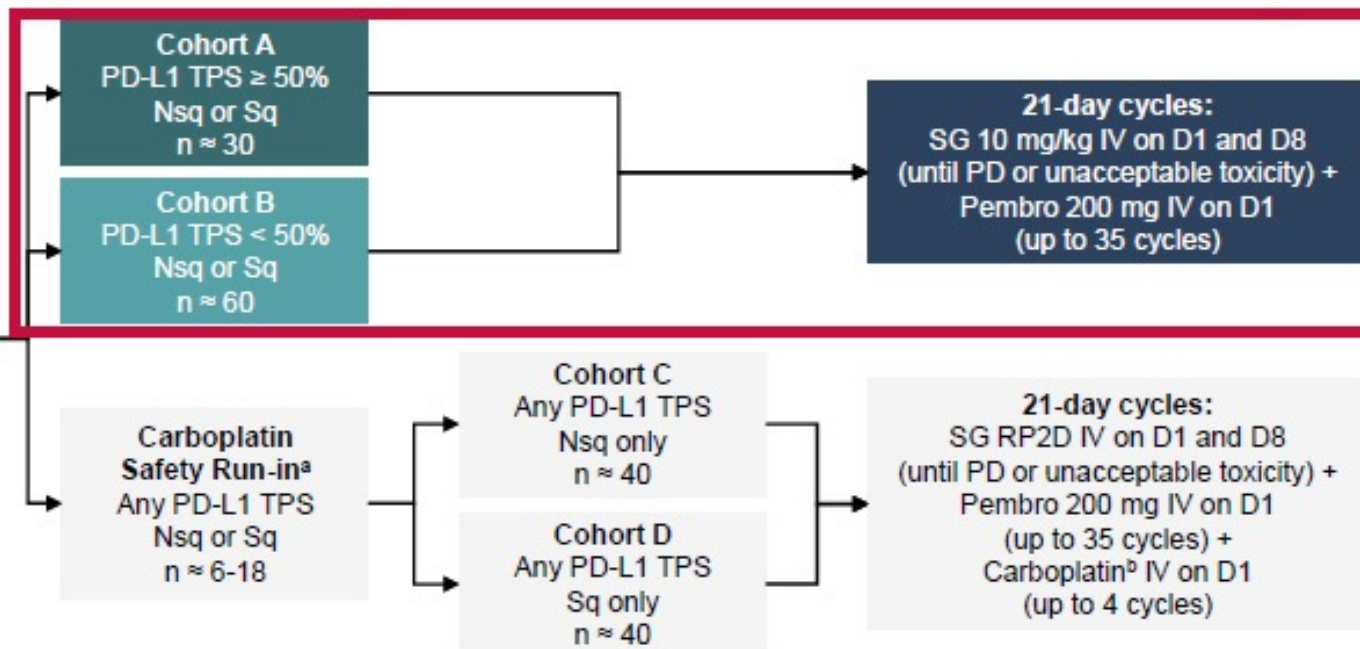 Cohort A
PD-L1 TPS ≥ 50%
Nsq or Sq
n ≈ 30
Cohort B
PD-L1 TPS < 50%
Nsq or Sq
n ≈ 60
21-day cycles:
SG 10 mg/kg IV on D1 and D8
(until PD or unacceptable toxicity) +
Pembro 200 mg IV on D1
(up to 35 cycles)
Carboplatin
Safety Run-inᵃ
Any PD-L1 TPS
Nsq or Sq
n ≈ 6-18
Cohort C
Any PD-L1 TPS
Nsq only
n ≈ 40
Cohort D
Any PD-L1 TPS
Sq only
n ≈ 40
21-day cycles:
SG RP2D IV on D1 and D8
(until PD or unacceptable toxicity) +
Pembro 200 mg IV on D1
(up to 35 cycles) +
Carboplatinᵇ IV on D1
(up to 4 cycles)